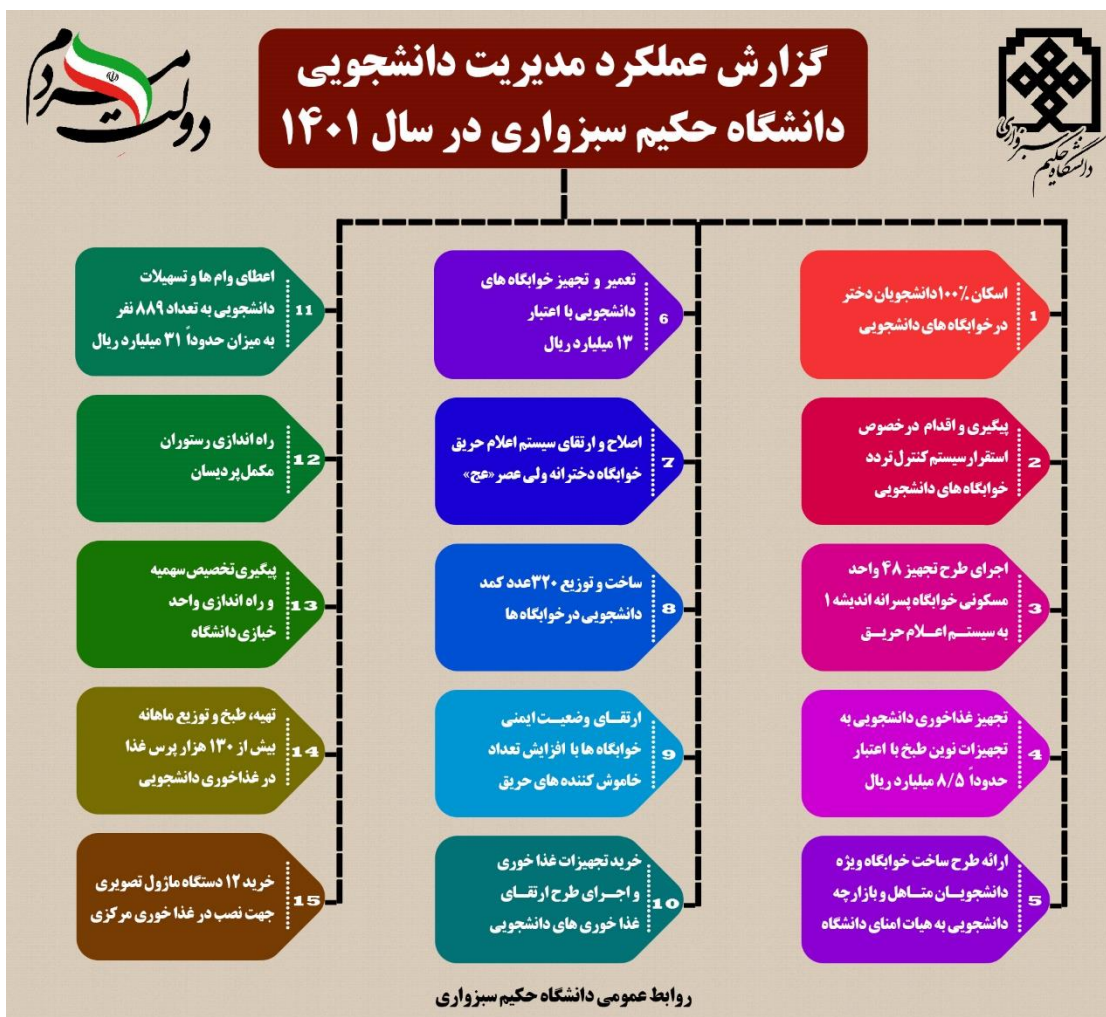 دولت مردم
گزارش عملکرد مدیریت دانشجویی
دانشگاه حکیم سبزواری در سال ۱۴۰۱
دانشگاه حکیم سبزواری
1
اسکان ۱۰۰٪ دانشجویان دختر
در خوابگاه های دانشجویی
2
پیگیری و اقدام در خصوص
استقرار سیستم کنترل تردد
خوابگاه های دانشجویی
3
اجرای طرح تجهیز ۴۸ واحد
مسکونی خوابگاه پسرانه اندیشه ۱
به سیستم اعلام حریق
4
تجهیز غذاخوری دانشجویی به
تجهیزات نوین طبخ با اعتبار
حدوداً ۸/۵ میلیارد ریال
5
ارائه طرح ساخت خوابگاه ویژه
دانشجویان متاهل و بازارچه
دانشجویی به هیات امنای دانشگاه
6
تعمیر و تجهیز خوابگاه های
دانشجویی با اعتبار
۱۳ میلیارد ریال
7
اصلاح و ارتقای سیستم اعلام حریق
خوابگاه دخترانه ولی عصر «عج»
8
ساخت و توزیع ۳۲۰ عدد کمد
دانشجویی در خوابگاه ها
9
ارتقای وضعیت ایمنی
خوابگاه ها با افزایش تعداد
خاموش کننده های حریق
10
خرید تجهیزات غذا خوری
و اجرای طرح ارتقای
غذا خوری های دانشجویی
11
اعطای وام ها و تسهیلات
دانشجویی به تعداد ۸۸۹ نفر
به میزان حدوداً ۳۱ میلیارد ریال
12
راه اندازی رستوران
مکمل پردیسان
13
پیگیری تخصیص سهمیه
و راه اندازی واحد
خبازی دانشگاه
14
تهیه، طبخ و توزیع ماهانه
بیش از ۱۳۰ هزار پرس غذا
در غذاخوری دانشجویی
15
خرید ۱۲ دستگاه ماژول تصویری
جهت نصب در غذا خوری مرکزی
روابط عمومی دانشگاه حکیم سبزواری